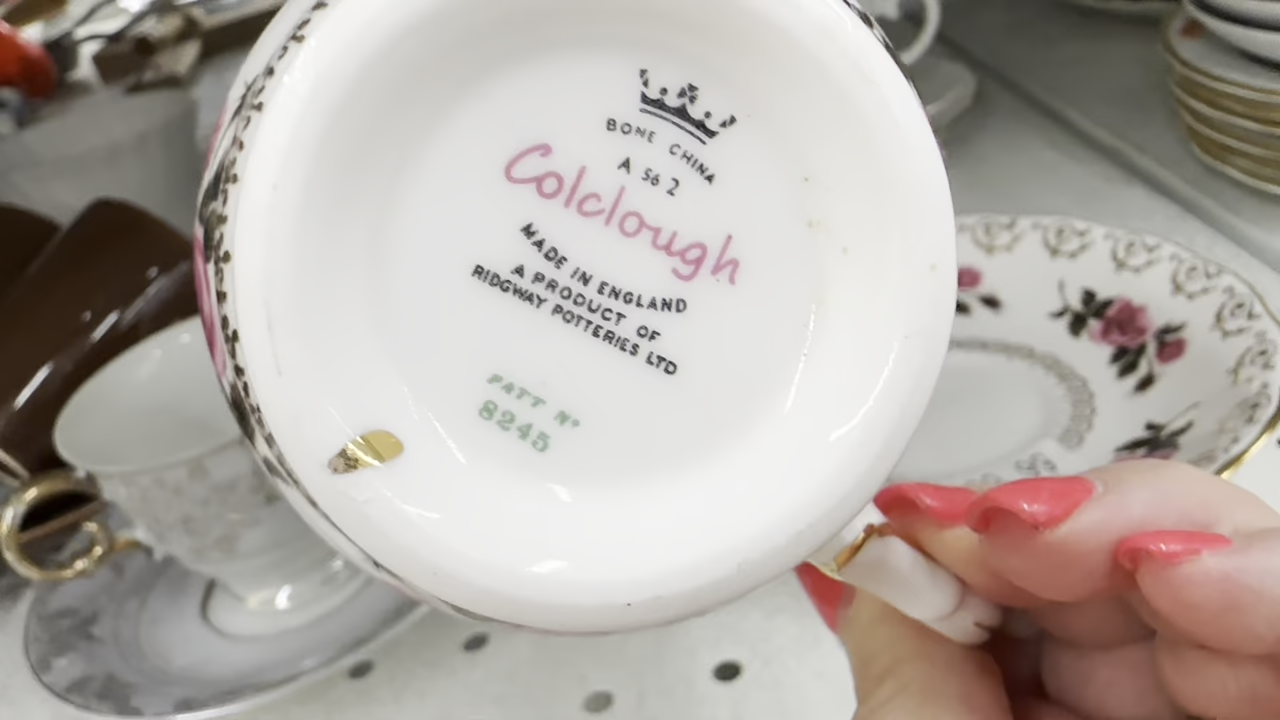 BONE CHINA
A 56 2
Colclough
MADE IN ENGLAND
A PRODUCT OF
RIDGWAY POTTERIES LTD
PATT Nº
8245